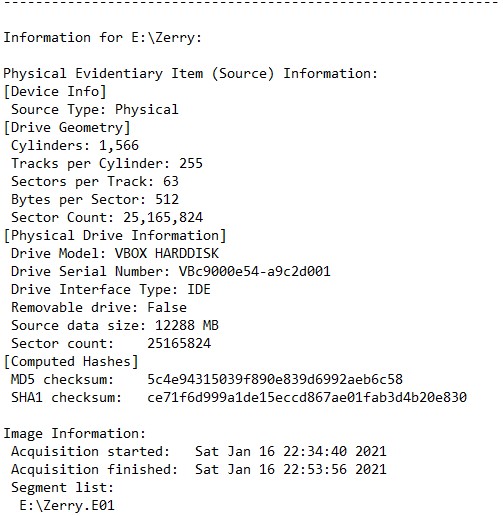 --------------------------------------------------------------
Information for E:\Zerry:
Physical Evidentiary Item (Source) Information:
[Device Info]
Source Type: Physical
[Drive Geometry]
Cylinders: 1,566
Tracks per Cylinder: 255
Sectors per Track: 63
Bytes per Sector: 512
Sector Count: 25,165,824
[Physical Drive Information]
Drive Model: VBOX HARDDISK
Drive Serial Number: VBc9000e54-a9c2d001
Drive Interface Type: IDE
Removable drive: False
Source data size: 12288 MB
Sector count:    25165824
[Computed Hashes]
MD5 checksum:    5c4e94315039f890e839d6992aeb6c58
SHA1 checksum:   ce71f6d999a1de15eccd867ae01fab3d4b20e830
Image Information:
Acquisition started:   Sat Jan 16 22:34:40 2021
Acquisition finished:  Sat Jan 16 22:53:56 2021
Segment list:
E:\Zerry.E01